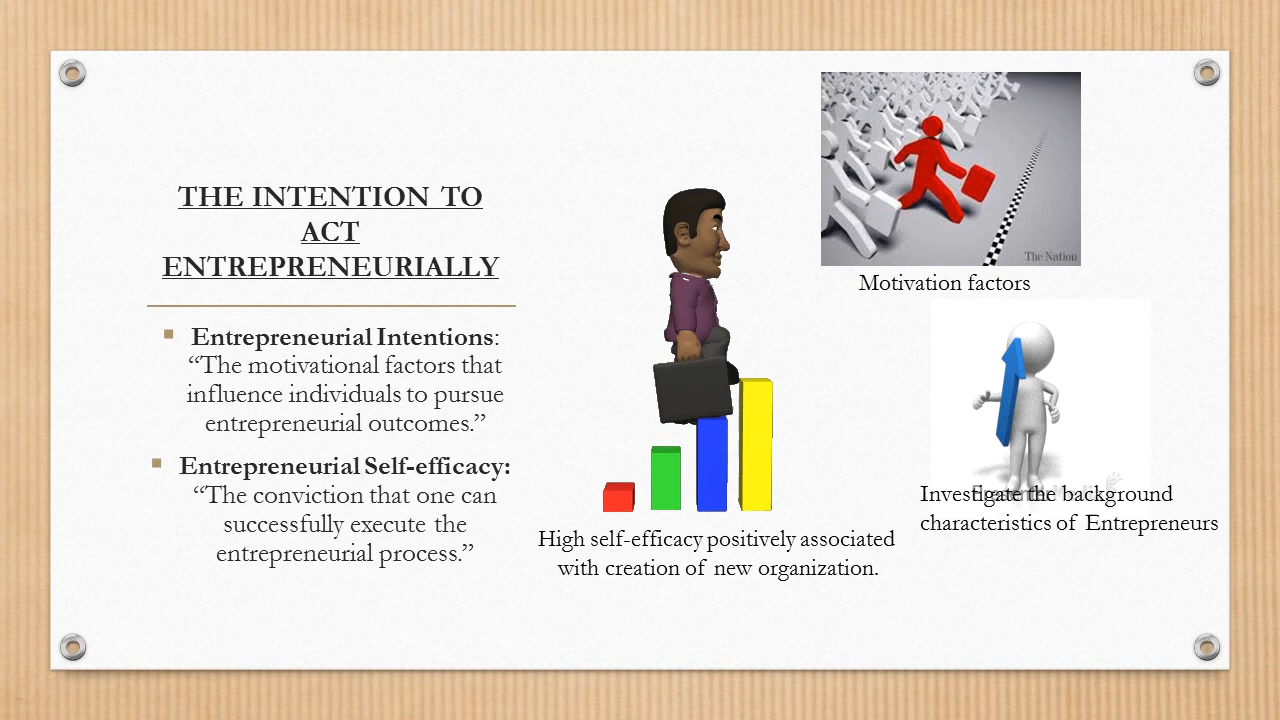 THE INTENTION TO
ACT
ENTREPRENEURIALLY
Entrepreneurial Intentions:
“The motivational factors that
influence individuals to pursue
entrepreneurial outcomes.”
Entrepreneurial Self-efficacy:
“The conviction that one can
successfully execute the
entrepreneurial process.”
The Nation
Motivation factors
Investigate the background
characteristics of Entrepreneurs
High self-efficacy positively associated
with creation of new organization.